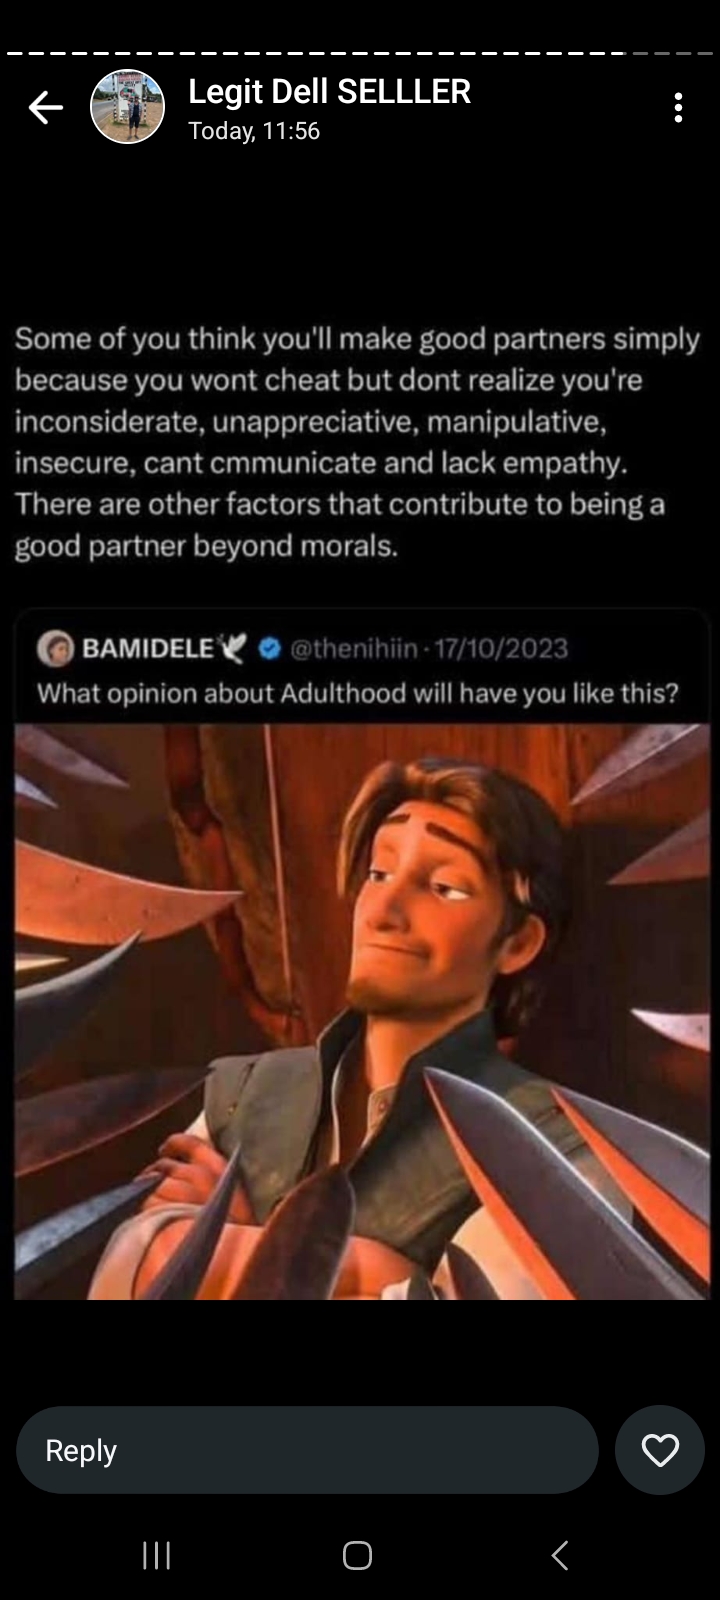 Legit Dell SELLLER
Today, 11:56
Some of you think you'll make good partners simply
because you wont cheat but dont realize you're
inconsiderate, unappreciative, manipulative,
insecure, cant cmmunicate and lack empathy.
There are other factors that contribute to being a
good partner beyond morals.
BAMIDELE🕊 @thenihiin · 17/10/2023
What opinion about Adulthood will have you like this?
Reply